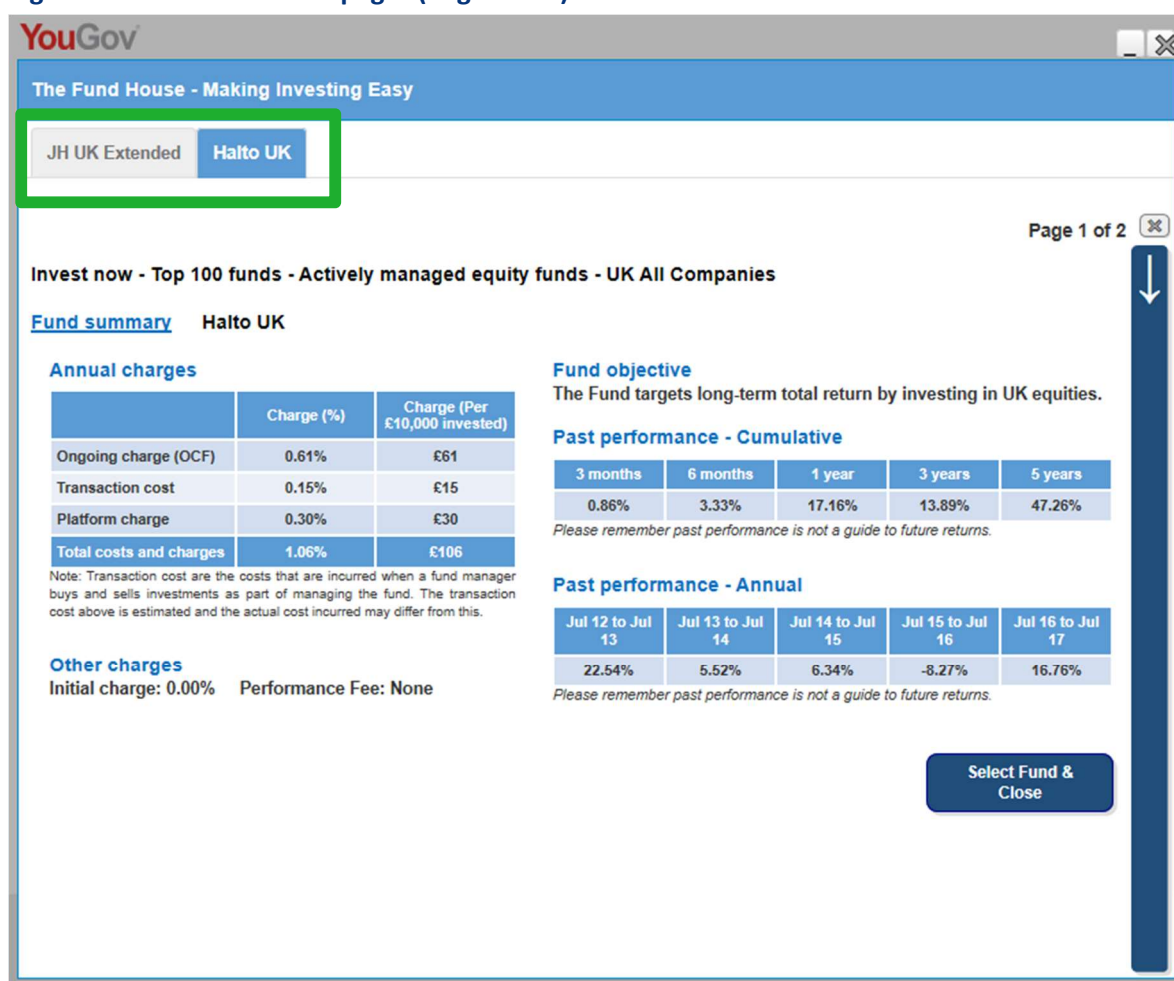 YouGov
The Fund House - Making Investing Easy
JH UK Extended Halto UK
Page 1 of 2
Invest now - Top 100 funds - Actively managed equity funds - UK All Companies
Fund summary Halto UK
Annual charges
Charge (%) Charge (Per £10,000 invested)
Ongoing charge (OCF) 0.61% £61
Transaction cost 0.15% £15
Platform charge 0.30% £30
Total costs and charges 1.06% £106
Note: Transaction cost are the costs that are incurred when a fund manager
buys and sells investments as part of managing the fund. The transaction
cost above is estimated and the actual cost incurred may differ from this.
Other charges
Initial charge: 0.00% Performance Fee: None
Fund objective
The Fund targets long-term total return by investing in UK equities.
Past performance - Cumulative
3 months 6 months 1 year 3 years 5 years
0.86% 3.33% 17.16% 13.89% 47.26%
Please remember past performance is not a guide to future returns.
Past performance - Annual
Jul 12 to Jul 13 Jul 13 to Jul 14 Jul 14 to Jul 15 Jul 15 to Jul 16 Jul 16 to Jul 17
22.54% 5.52% 6.34% -8.27% 16.76%
Please remember past performance is not a guide to future returns.
Select Fund &
Close